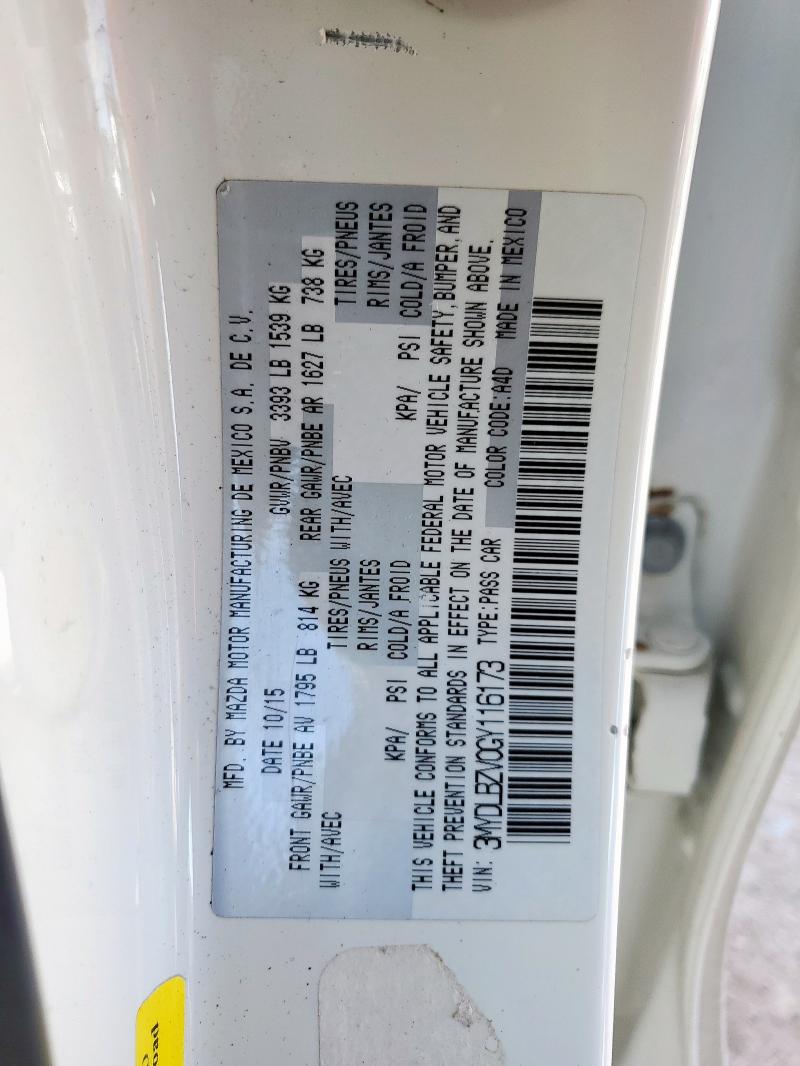 MFD. BY MAZDA MOTOR MANUFACTURING DE MEXICO S.A. DE C.V.
DATE 10/15 GVWR/PNBV 3393 LB 1539 KG
FRONT GAWR/PNBE AV 1795 LB 814 KG REAR GAWR/PNBE AR 1627 LB 738 KG
WITH/AVEC TIRES/PNEUS WITH/AVEC TIRES/PNEUS
RIMS/JANTES RIMS/JANTES
KPA/ PSI COLD/A FROID KPA/ PSI COLD/A FROID
THIS VEHICLE CONFORMS TO ALL APPLICABLE FEDERAL MOTOR VEHICLE SAFETY, BUMPER, AND
THEFT PREVENTION STANDARDS IN EFFECT ON THE DATE OF MANUFACTURE SHOWN ABOVE.
VIN: 3MYDLBZV0GY116173 TYPE:PASS CAR COLOR CODE:A4D MADE IN MEXICO